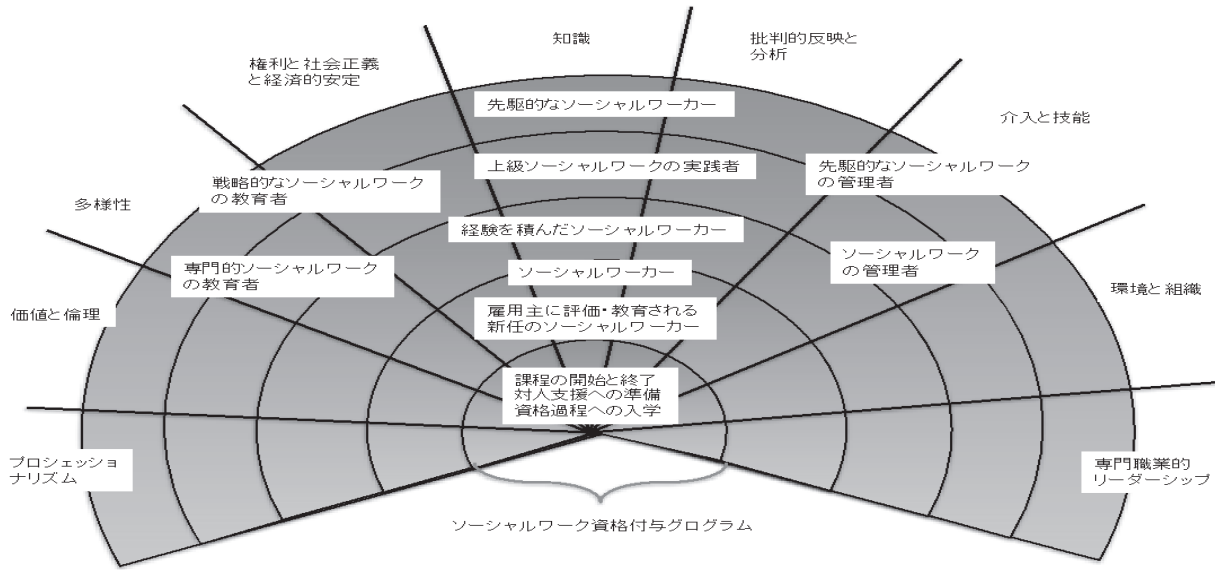 知識
批判的反映と
分析
権利と社会正義
と経済的安定
先駆的なソーシャルワーカー
介入と技能
上級ソーシャルワークの実践者
先駆的なソーシャルワーク
の管理者
戦略的なソーシャルワーク
の教育者
多様性
経験を積んだソーシャルワーカー
ソーシャルワーク
の管理者
専門的ソーシャルワーク
の教育者
ソーシャルワーカー
環境と組織
価値と倫理
雇用主に評価・教育される
新任のソーシャルワーカー
課程の開始と終了
対人支援への準備
資格過程への入学
プロシェッショ
ナリズム
専門職業的
リーダーシップ
ソーシャルワーク資格付与グログラム